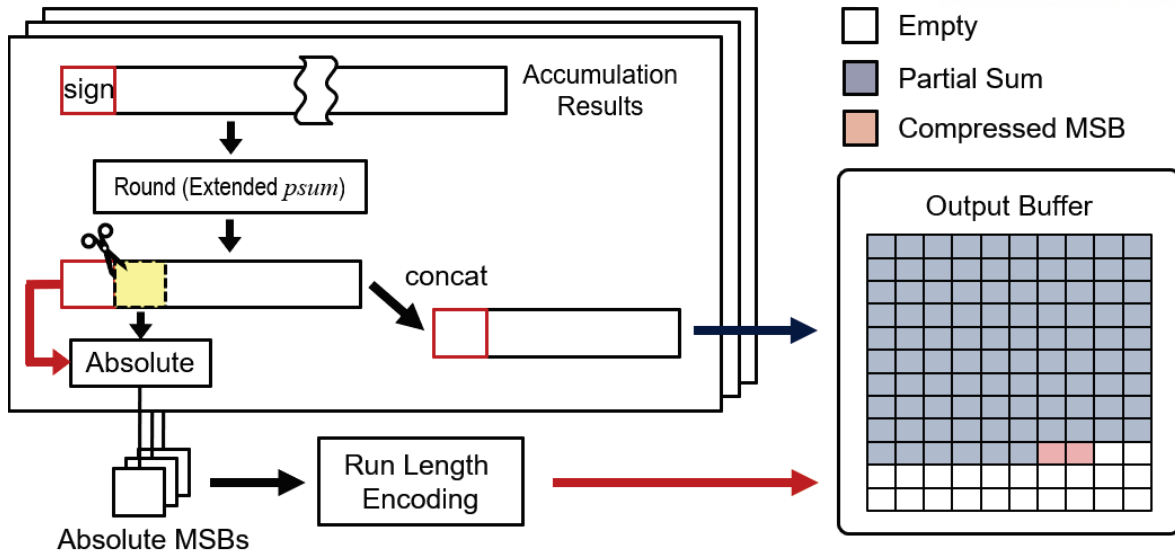 sign
Accumulation
Results
Round (Extended psum)
concat
Absolute
Absolute MSBs
Run Length
Encoding
Empty
Partial Sum
Compressed MSB
Output Buffer